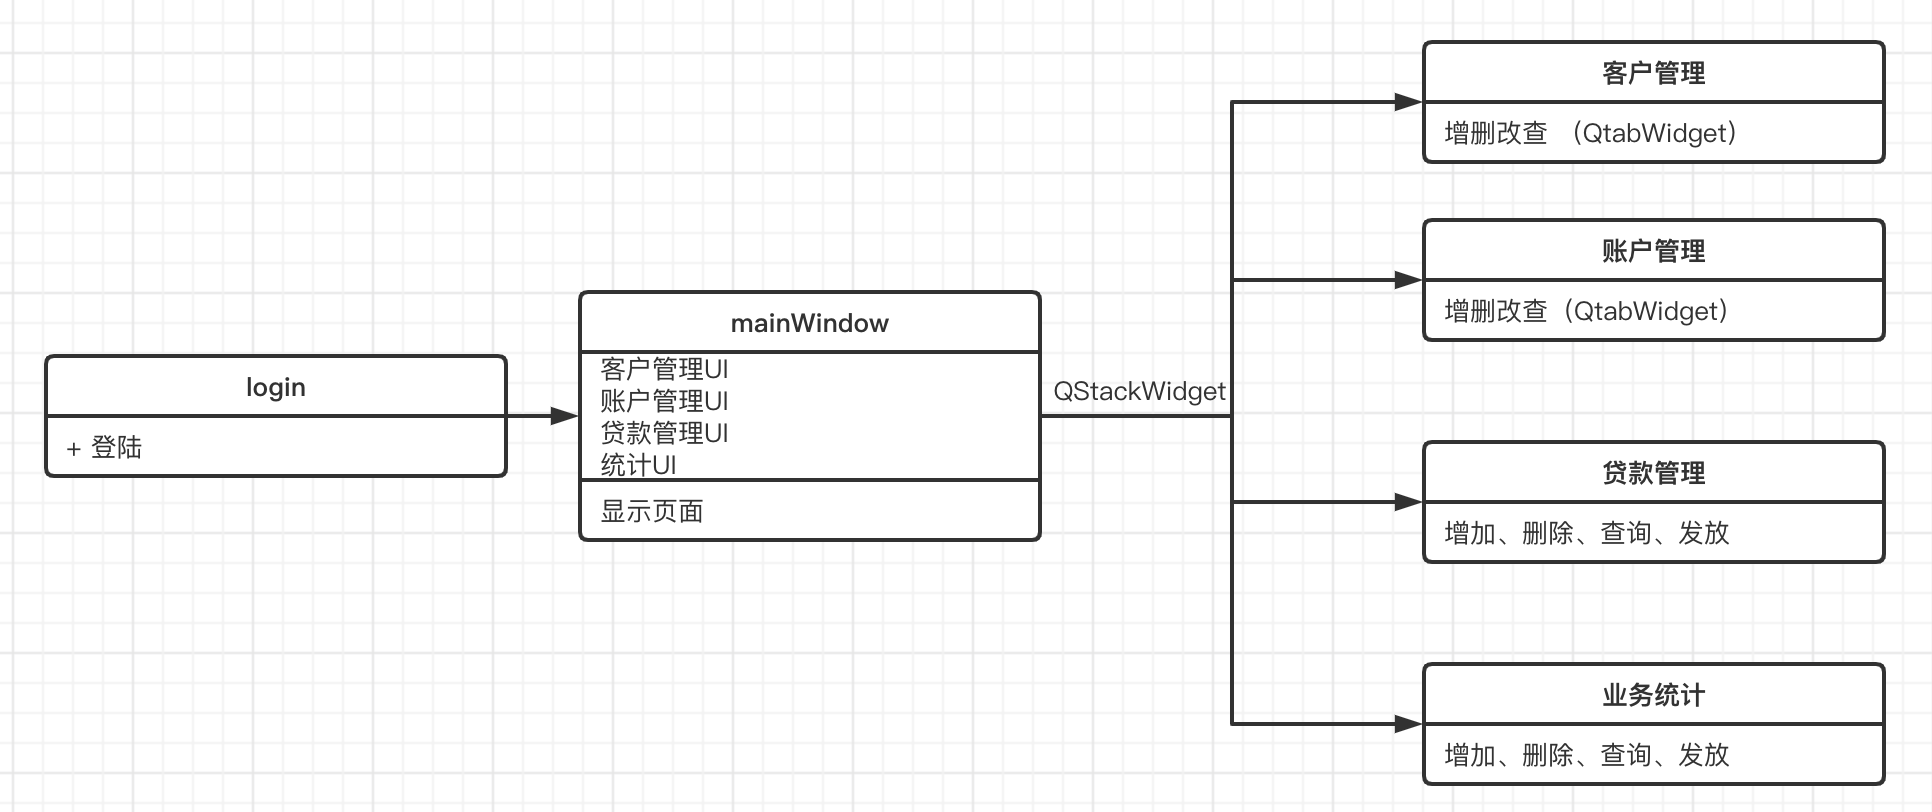 login
+ 登陆
mainWindow
客户管理UI
账户管理UI
贷款管理UI
统计UI
显示页面
QStackWidget
客户管理
增删改查 （QtabWidget）
账户管理
增删改查（QtabWidget）
贷款管理
增加、删除、查询、发放
业务统计
增加、删除、查询、发放